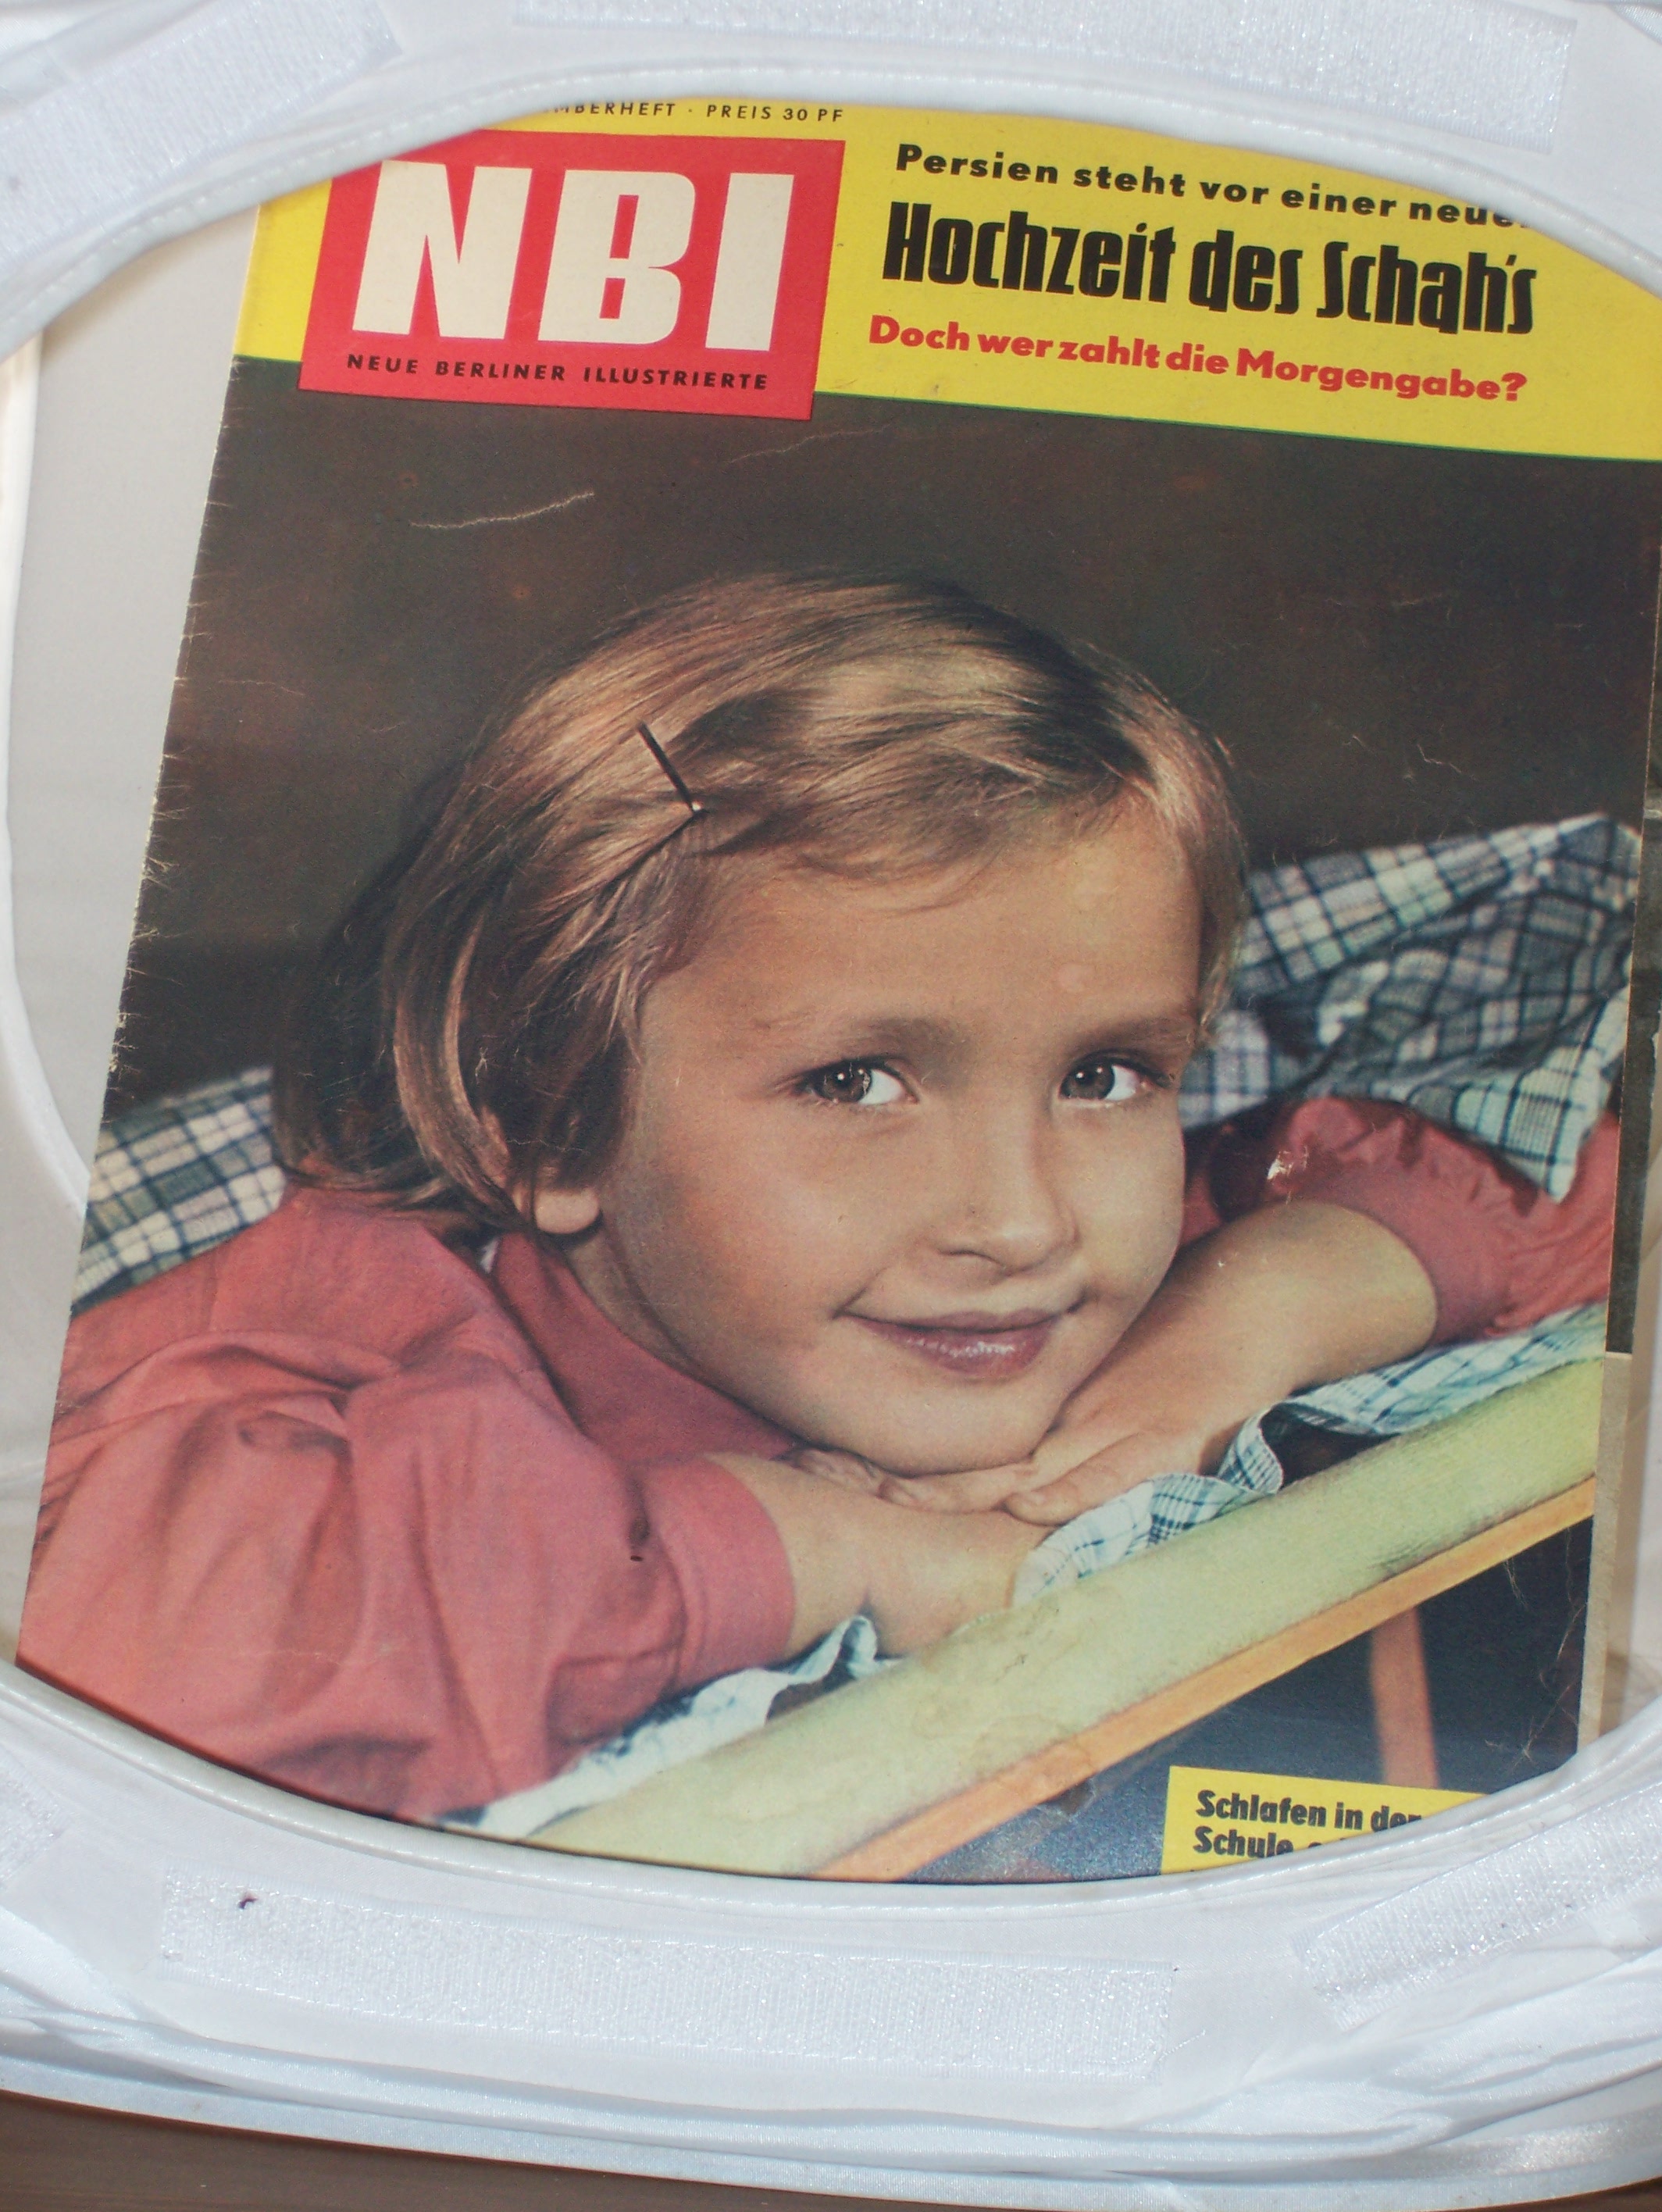 PREIS 30 PF
NBI
NEUE BERLINER ILLUSTRIERTE
Persien steht vor einer
Hochzeit des Schah's
Doch wer zahlt die Morgengabe?
Schlafen in der
Schule